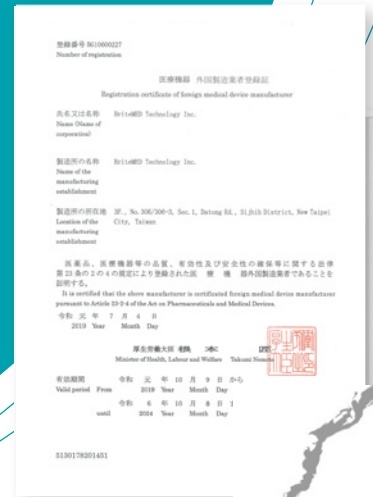 登録番号 BG10600227
Number of registration
医療機器 外国製造業者登録証
Registration certificate of foreign medical device manufacturer
氏名又は名称 BriteMED Technology Inc.
Name (Name of
corporation)
製造所の名称 BriteMED Technology Inc.
Name of the
manufacturing
establishment
製造所の所在地 3F., No.306/306-3, Sec.1, Datong Rd., Sijhih District, New Taipei
Location of the City, Taiwan
manufacturing
establishment
医薬品、医療機器等の品質、有効性及び安全性の確保等に関する法律
第23条の2の4の規定により登録された医 療 機 器外国製造業者であることを
証明する。
It is certified that the above manufacturer is certificated foreign medical device manufacturer
pursuant to Article 23-2-4 of the Act on Pharmaceuticals and Medical Devices.
令和 元 年 7 月 4 日
2019 Year Month Day
厚生労働大臣 根本
Minister of Health, Labour and Welfare Takumi Nemoto
有効期間 令和 元 年 10 月 9 日 から
Valid period From 2019 Year Month Day
令和 6 年 10 月 8 日
until 2024 Year Month Day
5130178201451